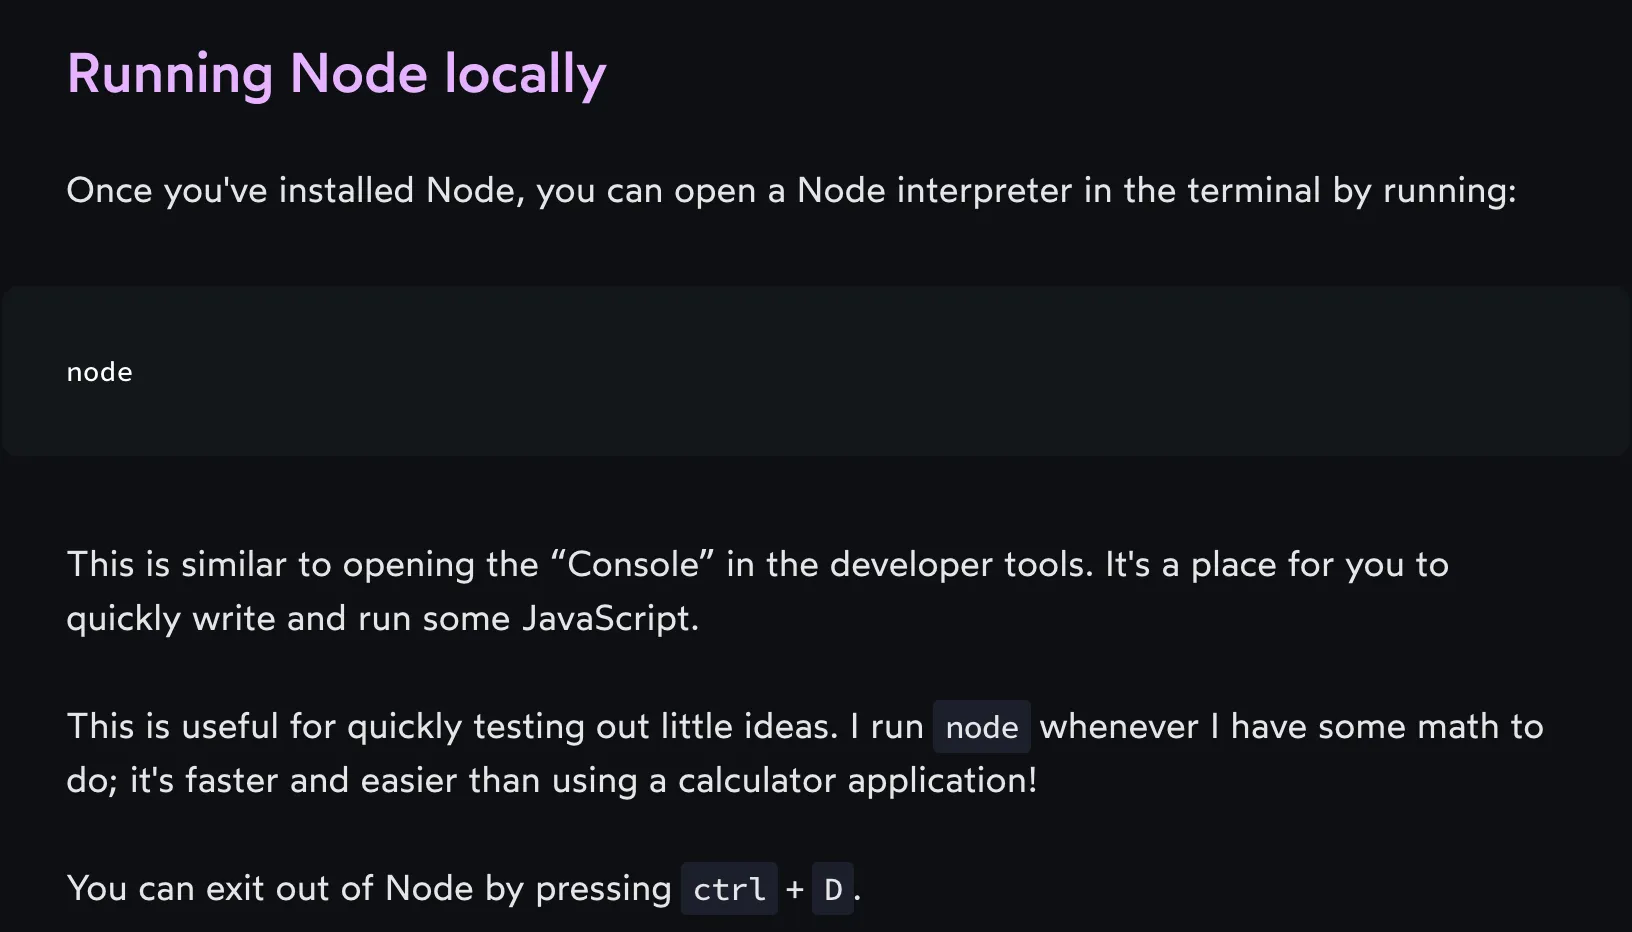 Running Node locally
Once you've installed Node, you can open a Node interpreter in the terminal by running:
node
This is similar to opening the “Console” in the developer tools. It's a place for you to
quickly write and run some JavaScript.
This is useful for quickly testing out little ideas. I run node whenever I have some math to
do; it's faster and easier than using a calculator application!
You can exit out of Node by pressing ctrl + D.